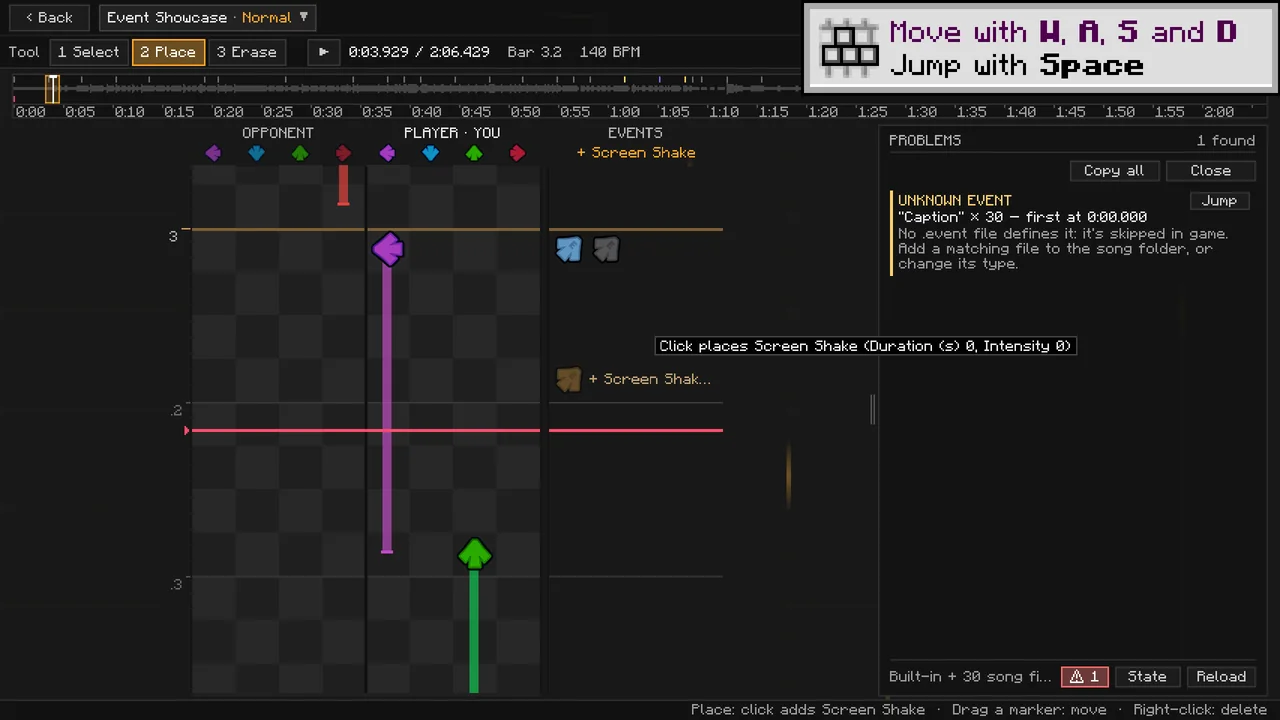 ‹ Back
Event Showcase · Normal ▼
Move with W, A, S and D
Jump with Space
Tool
1 Select
2 Place
3 Erase
0:03.929 / 2:06.429
Bar 3.2
140 BPM
0:00 0:05 0:10 0:15 0:20 0:25 0:30 0:35 0:40 0:45 0:50 0:55 1:00 1:05 1:10 1:15 1:20 1:25 1:30 1:35 1:40 1:45 1:50 1:55 2:00
OPPONENT
PLAYER · YOU
EVENTS
+ Screen Shake
PROBLEMS
1 found
Copy all
Close
UNKNOWN EVENT
Jump
"Caption" × 30 — first at 0:00.000
No .event file defines it: it's skipped in game.
Add a matching file to the song folder, or
change its type.
3
Click places Screen Shake (Duration (s) 0, Intensity 0)
+ Screen Shak...
.2
.3
Built-in + 30 song fi...
1
State
Reload
Place: click adds Screen Shake · Drag a marker: move · Right-click: delete